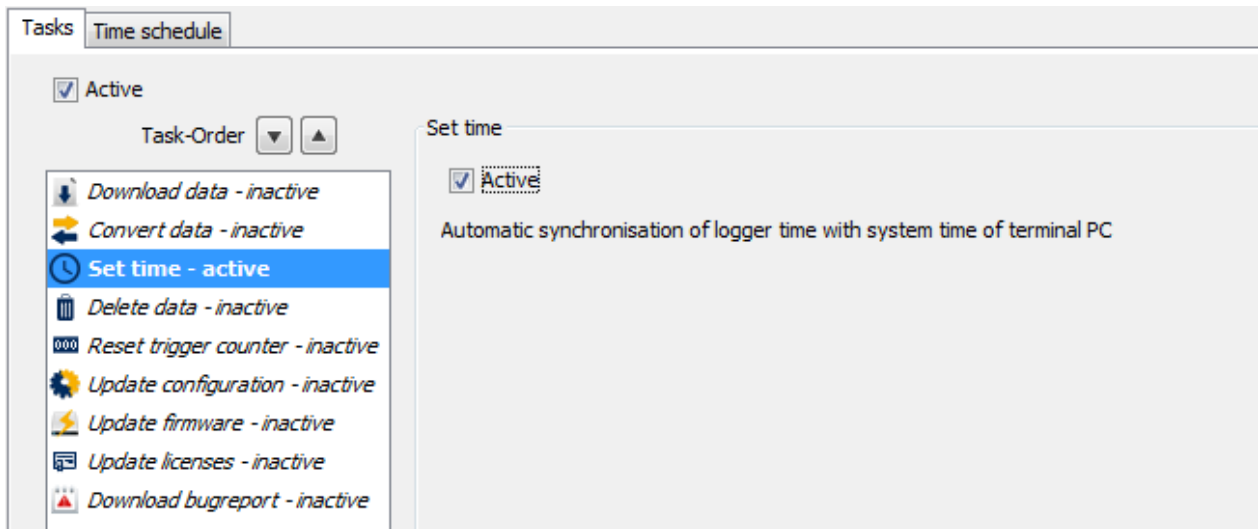 Tasks Time schedule
Active
Task-Order
Set time
Active
Automatic synchronisation of logger time with system time of terminal PC
Download data - inactive
Convert data - inactive
Set time - active
Delete data - inactive
000 Reset trigger counter - inactive
Update configuration - inactive
Update firmware - inactive
Update licenses - inactive
Download bugreport - inactive